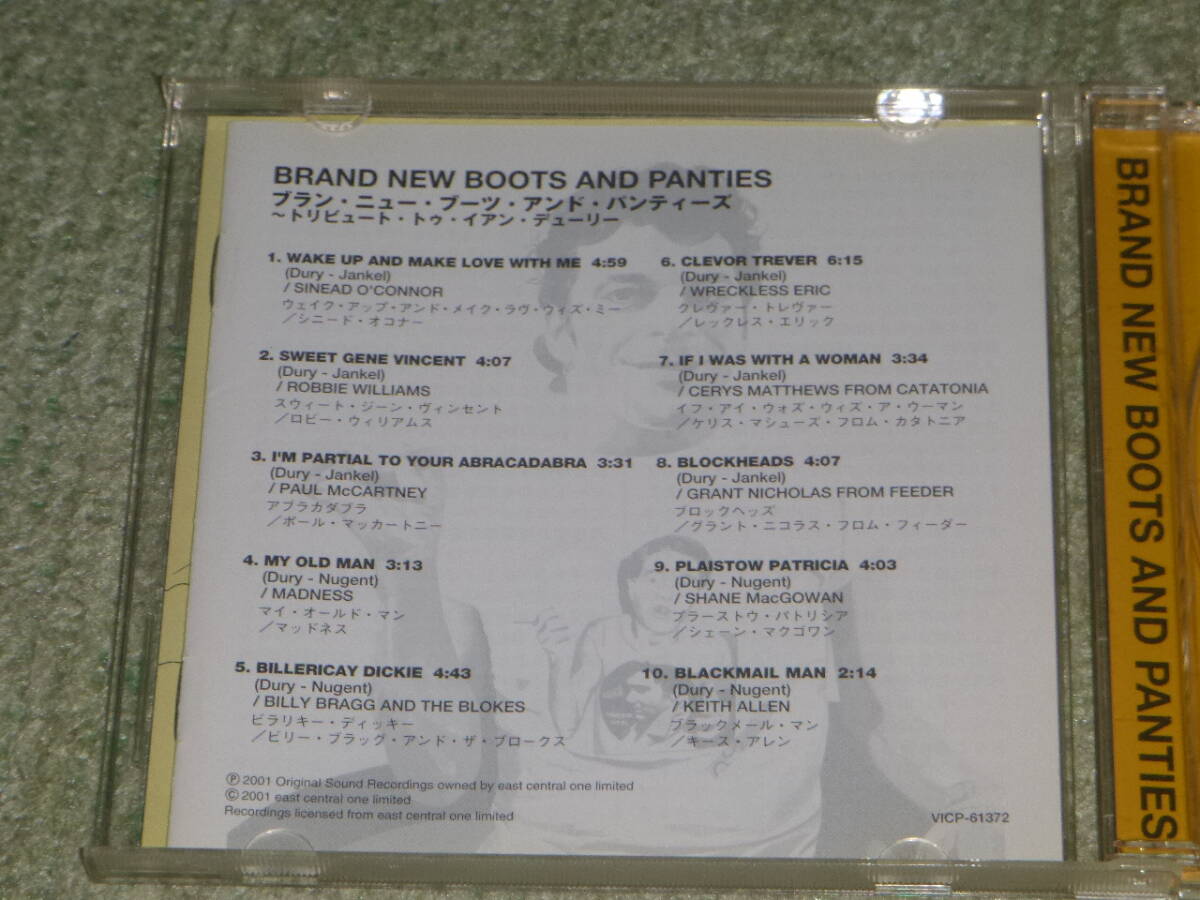 BRAND NEW BOOTS AND PANTIES
ブラン・ニュー・ブーツ・アンド・パンティーズ
〜トリビュート・トゥ・イアン・デューリー
1. WAKE UP AND MAKE LOVE WITH ME 4:59
(Dury - Jankel)
/ SINEAD O'CONNOR
ウェイク・アップ・アンド・メイク・ラヴ・ウィズ・ミー
／シニード・オコナー
2. SWEET GENE VINCENT 4:07
(Dury - Jankel)
/ ROBBIE WILLIAMS
スウィート・ジーン・ヴィンセント
／ロビー・ウィリアムス
3. I'M PARTIAL TO YOUR ABRACADABRA 3:31
(Dury - Jankel)
/ PAUL McCARTNEY
アブラカダブラ
／ポール・マッカートニー
4. MY OLD MAN 3:13
(Dury - Nugent)
/ MADNESS
マイ・オールド・マン
／マッドネス
5. BILLERICAY DICKIE 4:43
(Dury - Nugent)
/ BILLY BRAGG AND THE BLOKES
ビラリキー・ディッキー
／ビリー・ブラッグ・アンド・ザ・ブロークス
6. CLEVOR TREVER 6:15
(Dury - Jankel)
/ WRECKLESS ERIC
クレヴァー・トレヴァー
／レックレス・エリック
7. IF I WAS WITH A WOMAN 3:34
(Dury - Jankel)
/ CERYS MATTHEWS FROM CATATONIA
イフ・アイ・ウォズ・ウィズ・ア・ウーマン
／ケリス・マシューズ・フロム・カタトニア
8. BLOCKHEADS 4:07
(Dury - Jankel)
/ GRANT NICHOLAS FROM FEEDER
ブロックヘッズ
／グラント・ニコラス・フロム・フィーダー
9. PLAISTOW PATRICIA 4:03
(Dury - Nugent)
/ SHANE MacGOWAN
プラーストウ・パトリシア
／シェーン・マクゴワン
10. BLACKMAIL MAN 2:14
(Dury - Nugent)
/ KEITH ALLEN
ブラックメール・マン
／キース・アレン
℗ 2001 Original Sound Recordings owned by east central one limited
© 2001 east central one limited
Recordings licensed from east central one limited
VICP-61372
BRAND NEW BOOTS AND PANTIES